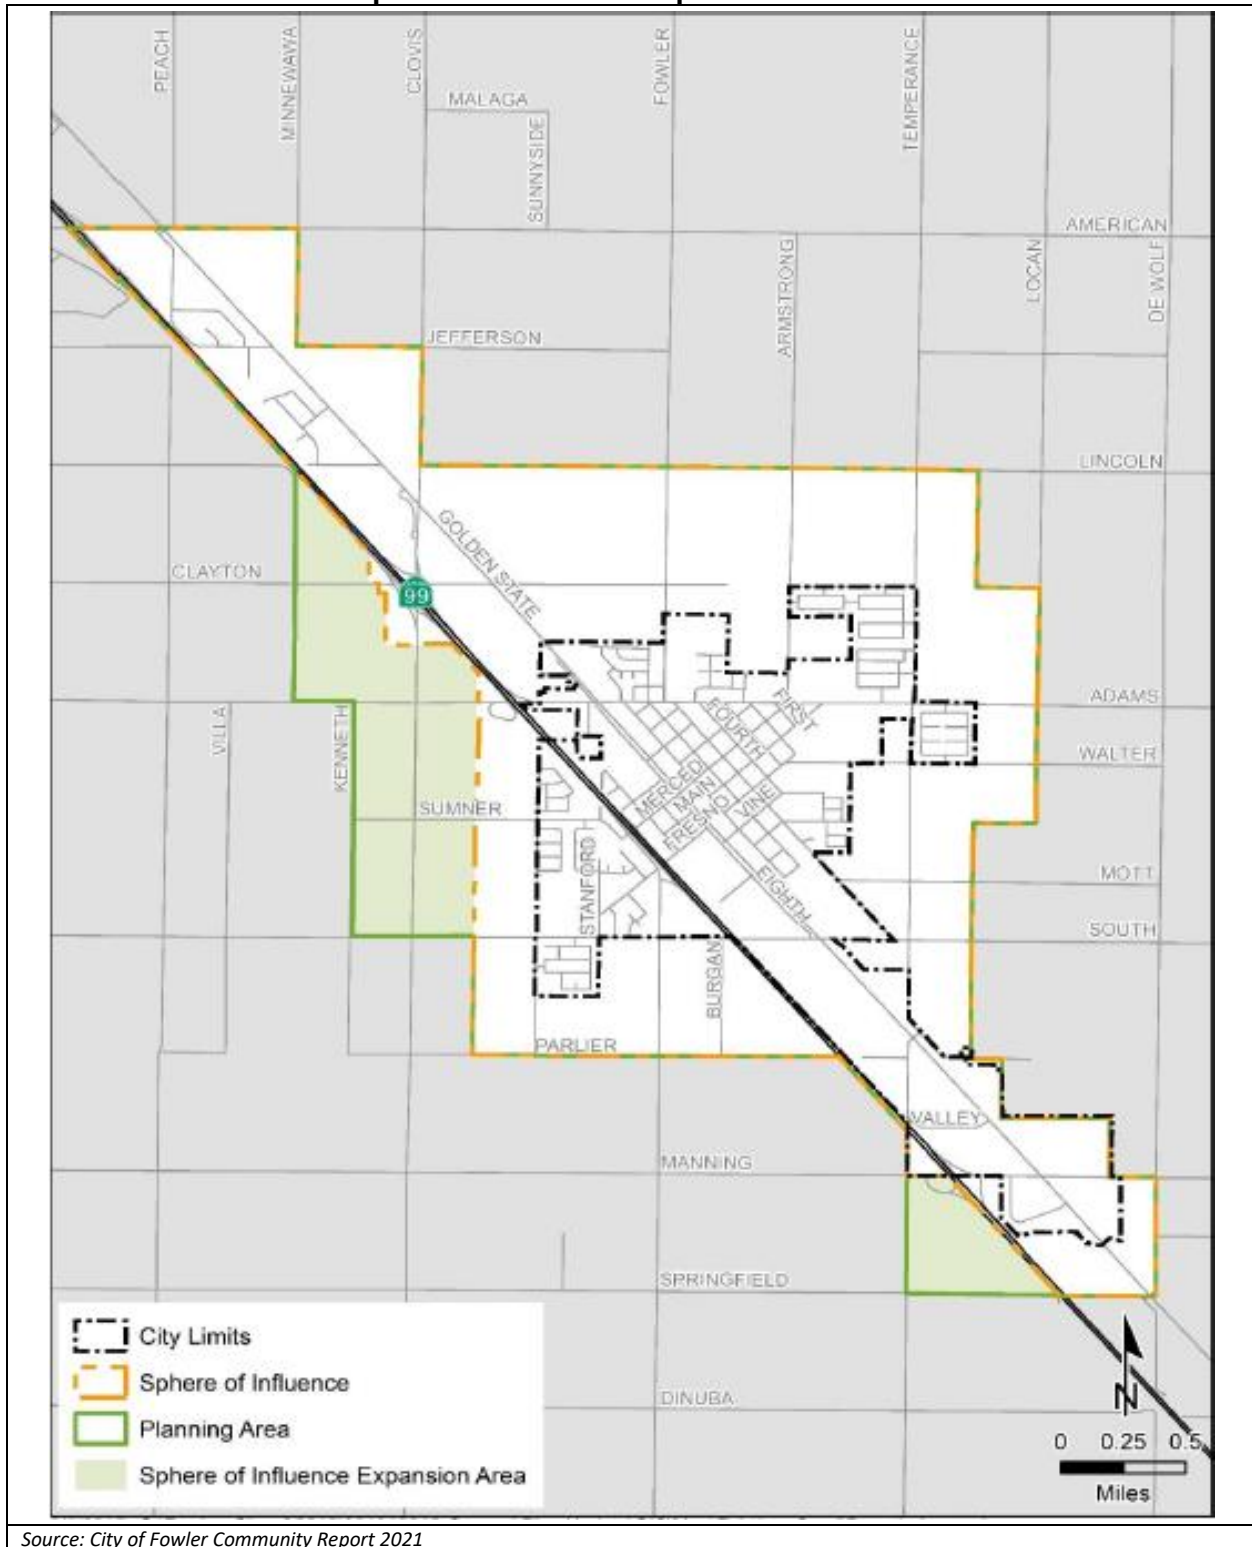 PEACH
MINNEWAWA
CLOVIS
FOWLER
TEMPERANCE
MALAGA
SUNNYSIDE
AMERICAN
ARMSTRONG
LOCAN
DE WOLF
JEFFERSON
LINCOLN
GOLDEN STATE
CLAYTON
99
ADAMS
FIRST
FOURTH
VILLA
KENNETH
WALTER
MERCED
MAIN
FRESNO
VINE
SUMNER
STANFORD
EIGHTH
MOTT
SOUTH
BURGAN
PARLIER
VALLEY
MANNING
SPRINGFIELD
DINUBA
City Limits
Sphere of Influence
Planning Area
Sphere of Influence Expansion Area
N
0 0.25 0.5
Miles
Source: City of Fowler Community Report 2021